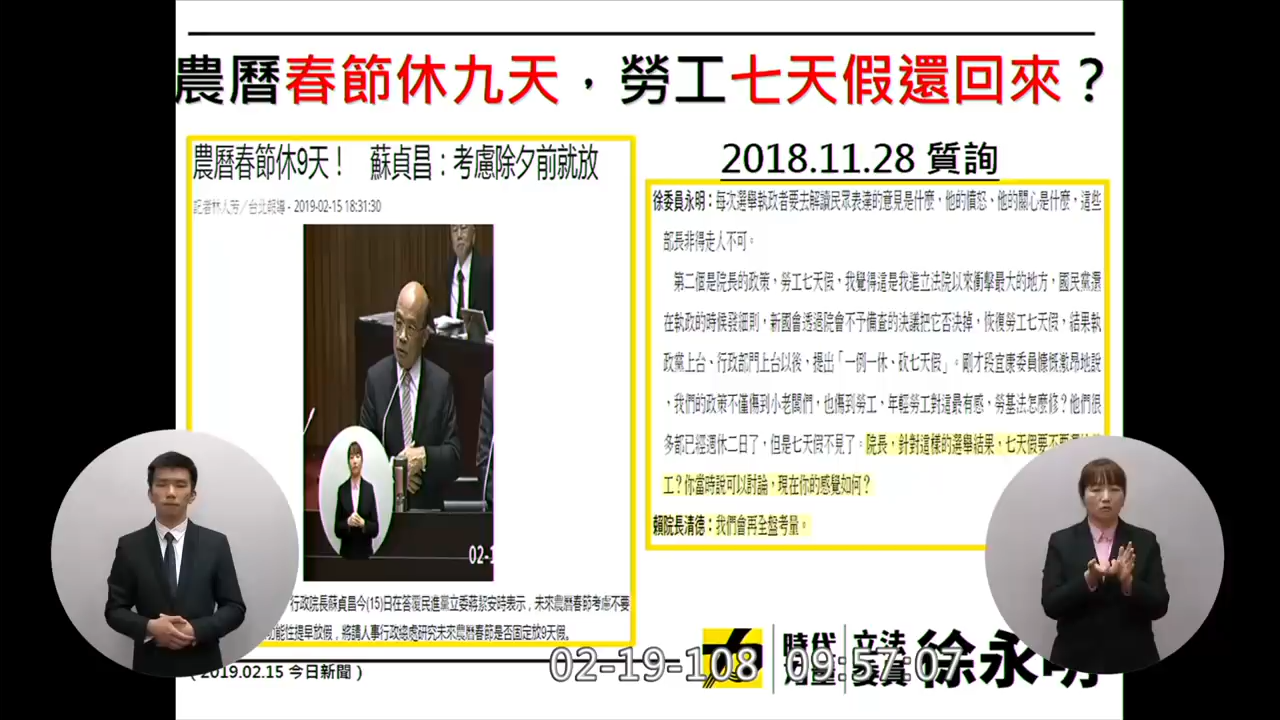 農曆春節休九天，勞工七天假還回來？
農曆春節休9天！ 蘇貞昌：考慮除夕前就放
記者林人芳／台北報導 - 2019-02-15 18:31:30
02-1
行政院長蘇貞昌今(15)日在答覆民進黨立委蔣絜安時表示，未來農曆春節考慮不要
能性提早放假，將請人事行政總處研究未來農曆春節是否固定放9天假。
(2019.02.15 今日新聞)
2018.11.28 質詢
徐委員永明：每次選舉執政者要去解讀民眾表達的意見是什麼，他的憤怒、他的關心是什麼，這些
部長非得走人不可。
第二個是院長的政策，勞工七天假，我覺得這是我進立法院以來衝擊最大的地方，國民黨還
在執政的時候發細則，新國會透過院會不予備查的決議把它否決掉，恢復勞工七天假，結果執
政黨上台、行政部門上台以後，提出「一例一休、砍七天假」。剛才段宜康委員慷慨激昂地說
，我們的政策不僅傷到小老闆們，也傷到勞工，年輕勞工對這最有感，勞基法怎麼修？他們很
多都已經週休二日了，但是七天假不見了。院長，針對這樣的選舉結果，七天假要不要
工？你當時說可以討論，現在你的感覺如何？
賴院長清德：我們會再全盤考量。
時代
力量
立法
委員
徐永明
02-19-108 09:57:07